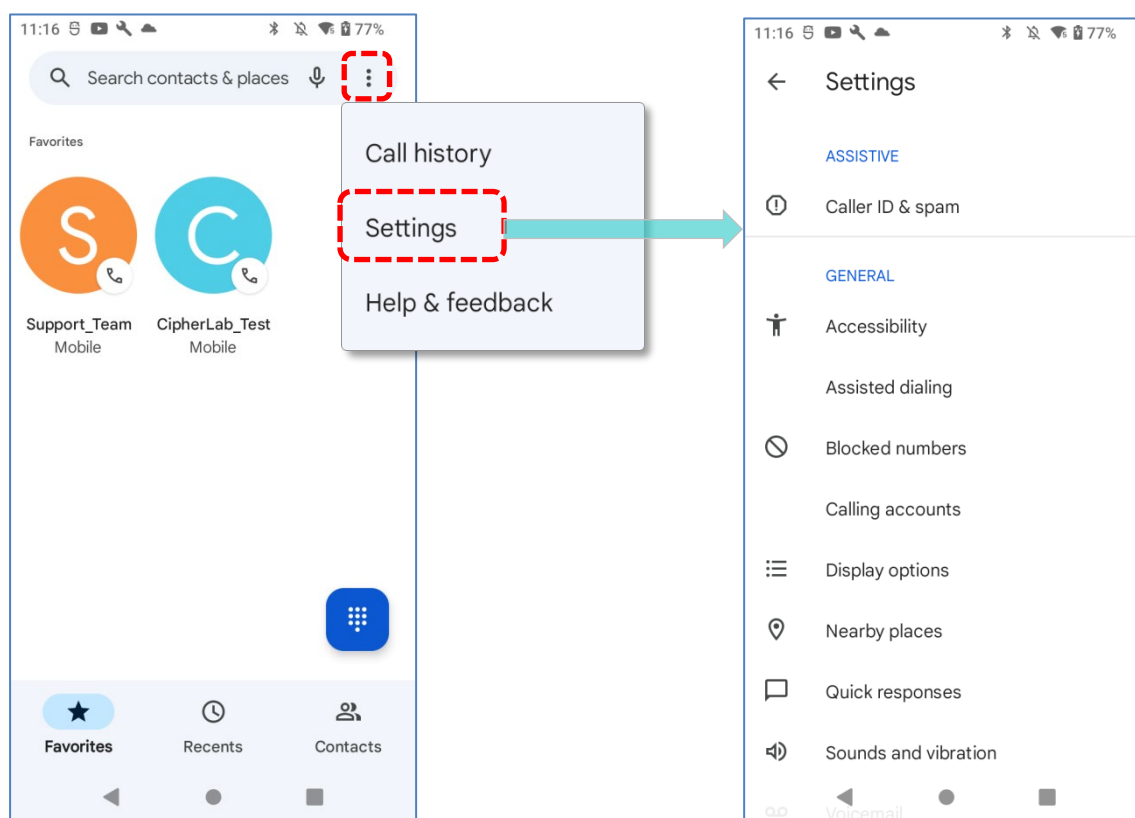 11:16
77%
Search contacts & places
Favorites
S
C
Support_Team
Mobile
CipherLab_Test
Mobile
Favorites
Recents
Contacts
Call history
Settings
Help & feedback
11:16
77%
Settings
ASSISTIVE
Caller ID & spam
GENERAL
Accessibility
Assisted dialing
Blocked numbers
Calling accounts
Display options
Nearby places
Quick responses
Sounds and vibration
Voicemail